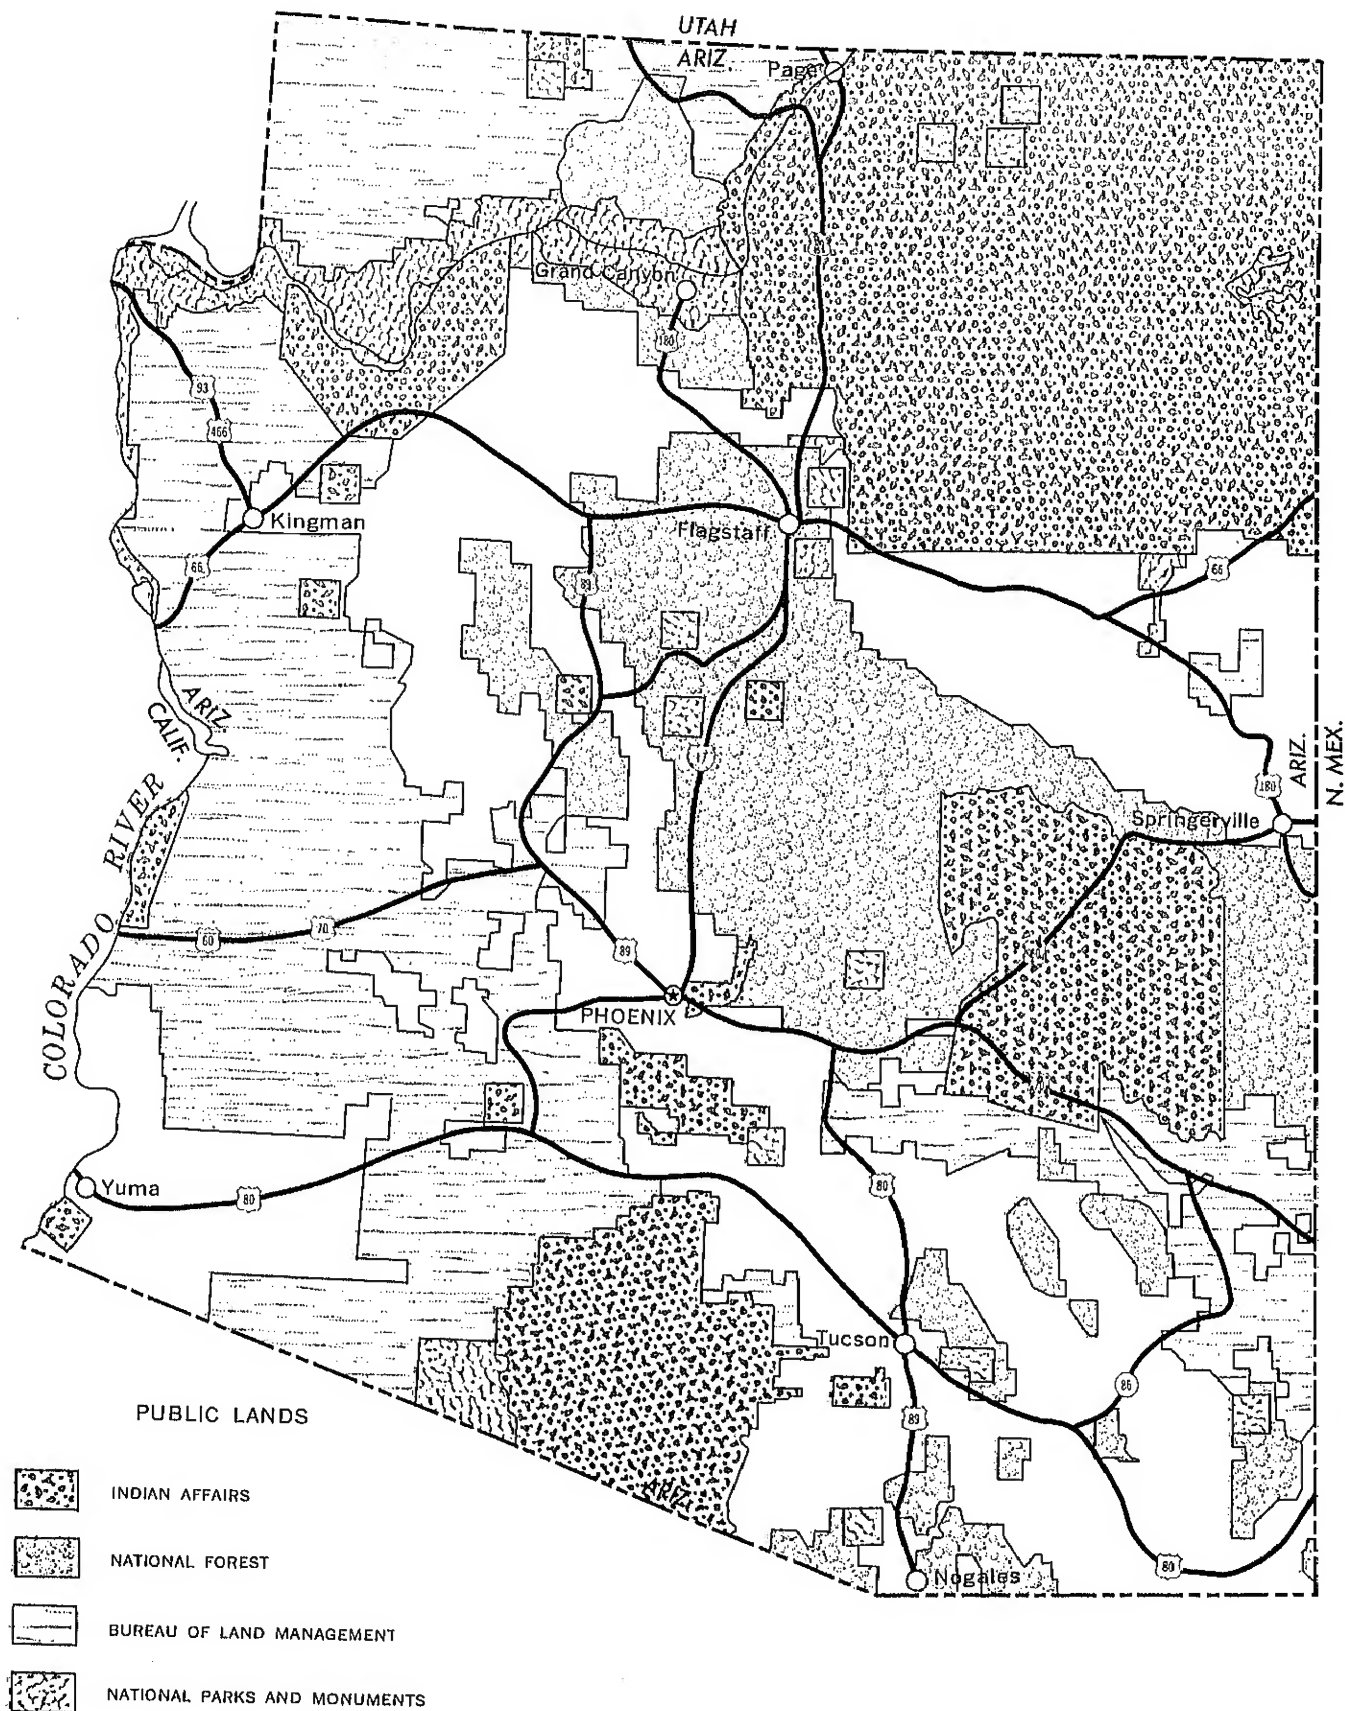 UTAH
ARIZ.
Page
89
Grand Canyon
180
93
466
Kingman
Flagstaff
66
66
89
ARIZ
CALIF.
17
ARIZ.
N. MEX.
180
Springerville
COLORADO RIVER
60
70
89
PHOENIX
Yuma
80
80
Tucson
86
89
ARIZ.
80
Nogales
PUBLIC LANDS
INDIAN AFFAIRS
NATIONAL FOREST
BUREAU OF LAND MANAGEMENT
NATIONAL PARKS AND MONUMENTS